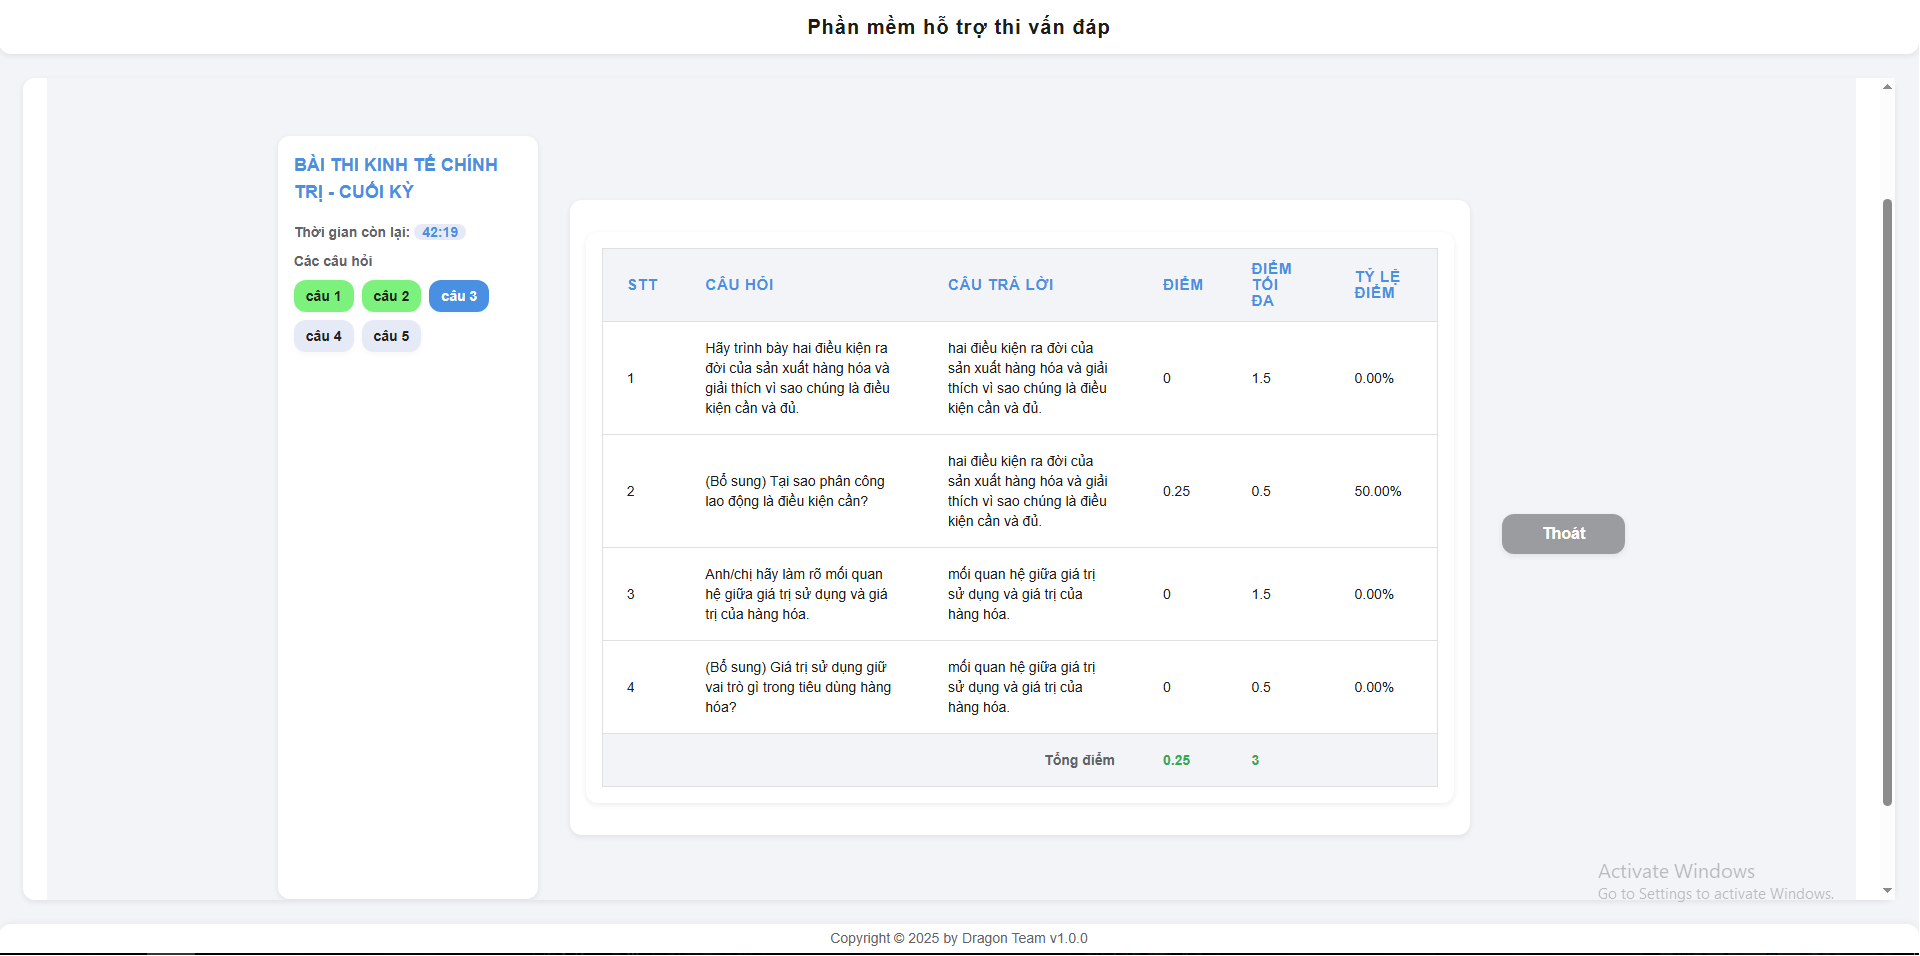 Phần mềm hỗ trợ thi vấn đáp
BÀI THI KINH TẾ CHÍNH
TRỊ - CUỐI KỲ
Thời gian còn lại: 42:19
Các câu hỏi
câu 1 câu 2 câu 3
câu 4 câu 5
STT CÂU HỎI CÂU TRẢ LỜI ĐIỂM
ĐIỂM
TỐI
ĐA
TỶ LỆ
ĐIỂM
1
Hãy trình bày hai điều kiện ra
đời của sản xuất hàng hóa và
giải thích vì sao chúng là điều
kiện cần và đủ.
hai điều kiện ra đời của
sản xuất hàng hóa và giải
thích vì sao chúng là điều
kiện cần và đủ.
0 1.5 0.00%
2
(Bổ sung) Tại sao phân công
lao động là điều kiện cần?
hai điều kiện ra đời của
sản xuất hàng hóa và giải
thích vì sao chúng là điều
kiện cần và đủ.
0.25 0.5 50.00%
3
Anh/chị hãy làm rõ mối quan
hệ giữa giá trị sử dụng và giá
trị của hàng hóa.
mối quan hệ giữa giá trị
sử dụng và giá trị của
hàng hóa.
0 1.5 0.00%
4
(Bổ sung) Giá trị sử dụng giữ
vai trò gì trong tiêu dùng hàng
hóa?
mối quan hệ giữa giá trị
sử dụng và giá trị của
hàng hóa.
0 0.5 0.00%
Tổng điểm 0.25 3
Thoát
Activate Windows
Go to Settings to activate Windows.
Copyright © 2025 by Dragon Team v1.0.0